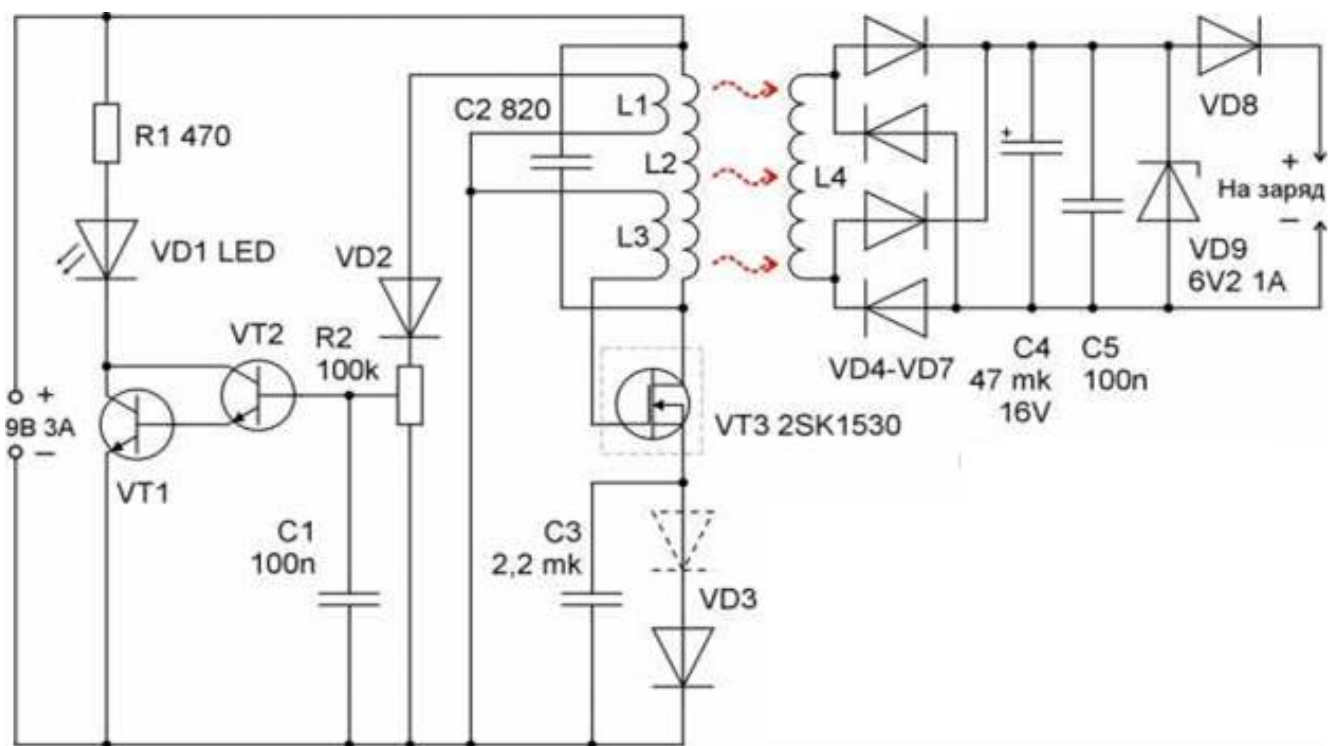 C2 820
L1
VD8
R1 470
L2
L4
+
+
На заряд
–
L3
VD1 LED
VD2
VD9
6V2 1A
VT2
R2
100k
VD4-VD7
C4
47 mk
16V
C5
100n
+
9В 3А
–
VT3 2SK1530
VT1
C1
100n
C3
2,2 mk
VD3